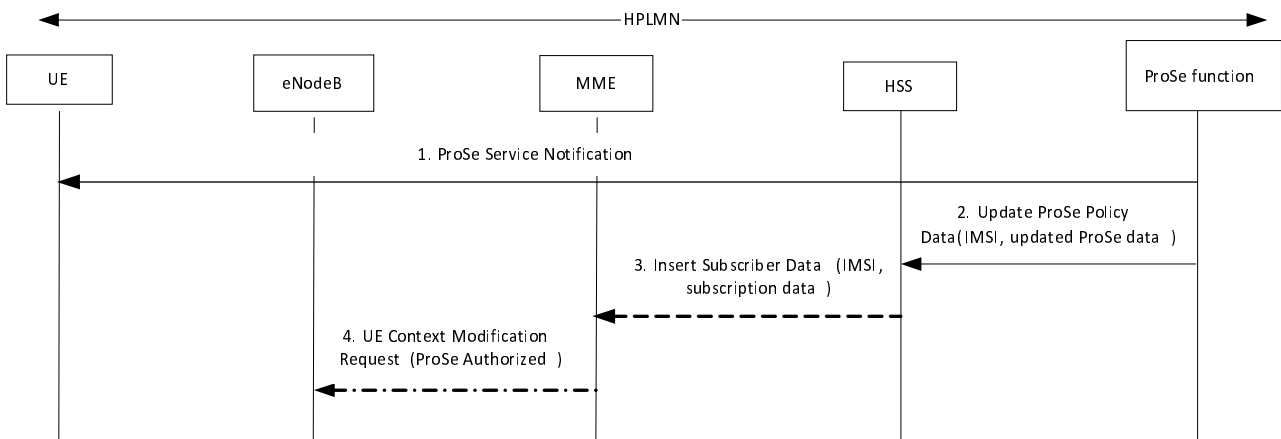 HPLMN
UE
eNodeB
MME
HSS
ProSe function
1. ProSe Service Notification
2. Update ProSe Policy
Data(IMSI, updated ProSe data )
3. Insert Subscriber Data (IMSI,
subscription data )
4. UE Context Modification
Request (ProSe Authorized )